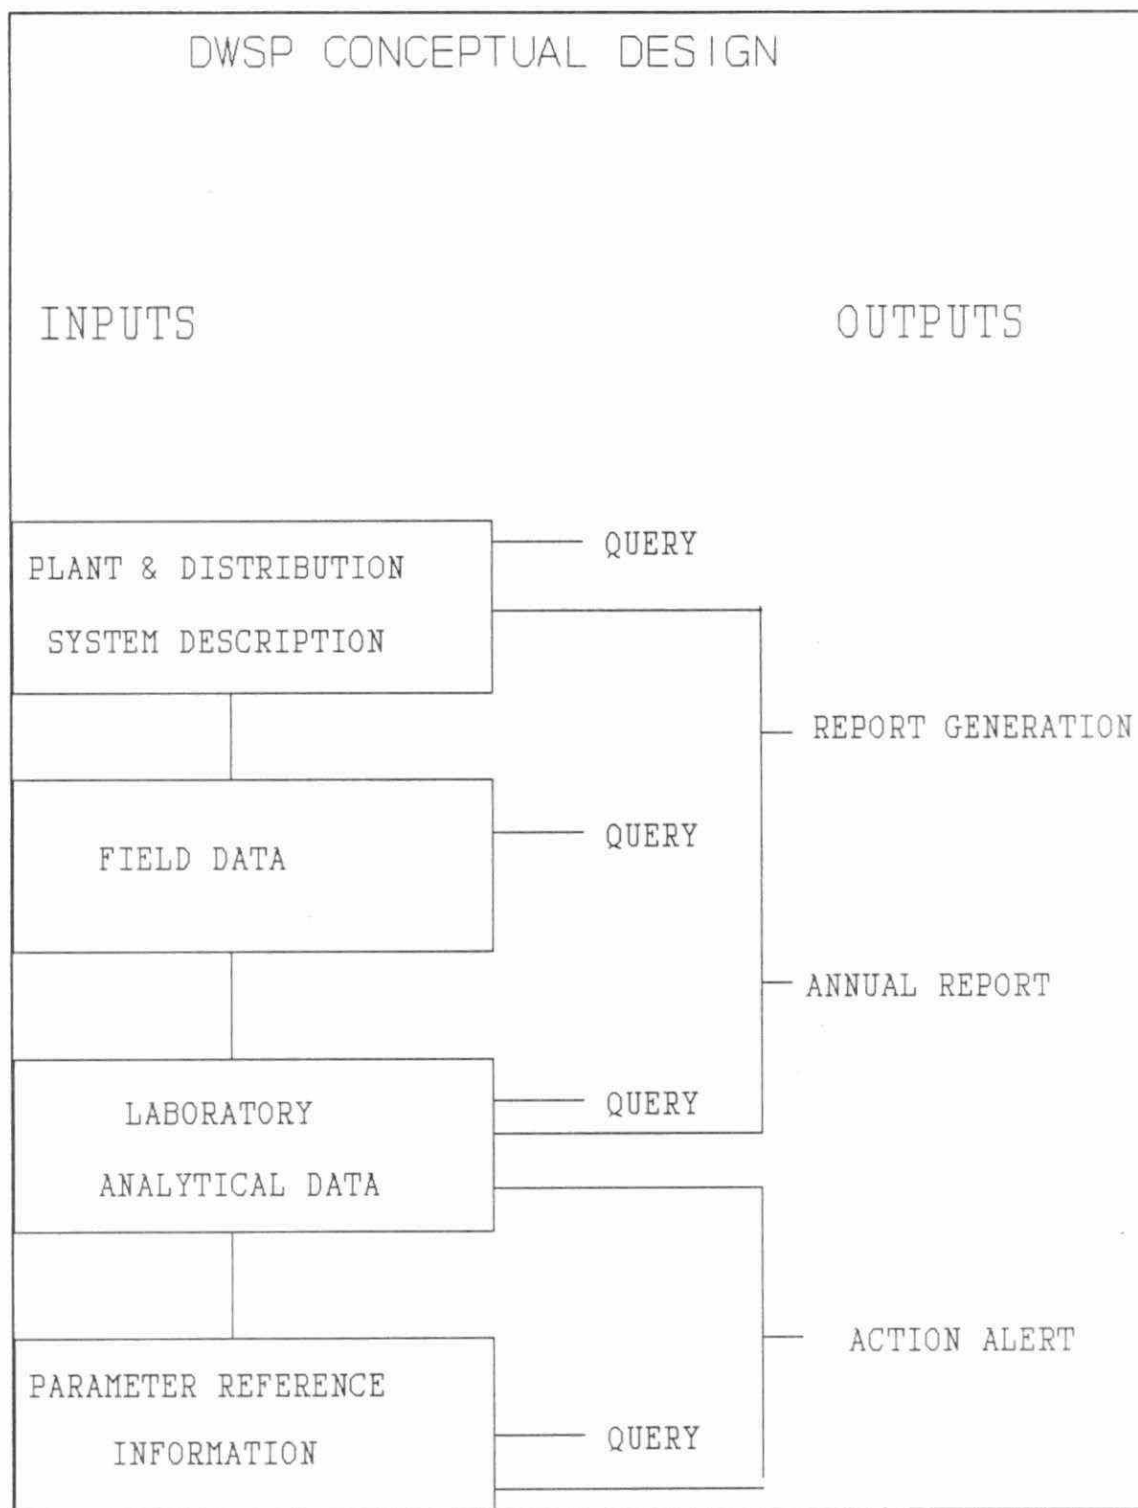 DWSP CONCEPTUAL DESIGN
INPUTS
OUTPUTS
QUERY
PLANT & DISTRIBUTION
SYSTEM DESCRIPTION
REPORT GENERATION
QUERY
FIELD DATA
ANNUAL REPORT
QUERY
LABORATORY
ANALYTICAL DATA
ACTION ALERT
PARAMETER REFERENCE
QUERY
INFORMATION